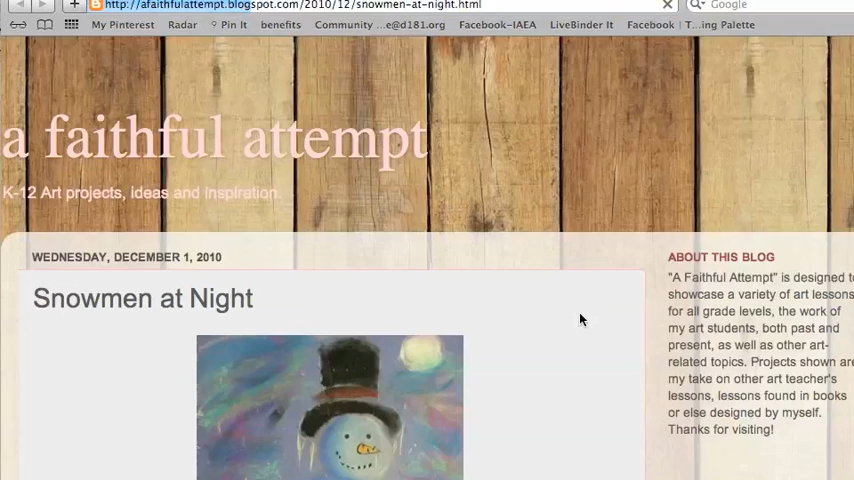 http://afaithfulattempt.blogspot.com/2010/12/snowmen-at-night.html
Google
My Pinterest Radar Pin It benefits Community ...e@d181.org Facebook-IAEA LiveBinder It Facebook T...ing Palette
a faithful attempt
K-12 Art projects, ideas and inspiration.
WEDNESDAY, DECEMBER 1, 2010
Snowmen at Night
ABOUT THIS BLOG
"A Faithful Attempt" is designed to
showcase a variety of art lessons
for all grade levels, the work of
my art students, both past and
present, as well as other art-
related topics. Projects shown are
my take on other art teacher's
lessons, lessons found in books
or else designed by myself.
Thanks for visiting!